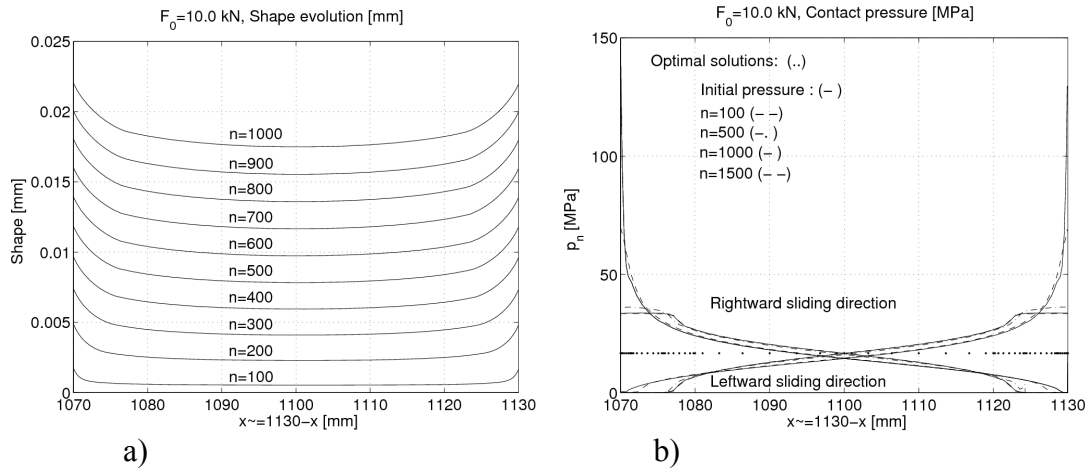 F0=10.0 kN, Shape evolution [mm]
0.025
0.02
0.015
0.01
0.005
0
Shape [mm]
n=1000
n=900
n=800
n=700
n=600
n=500
n=400
n=300
n=200
n=100
1070 1080 1090 1100 1110 1120 1130
x~=1130-x [mm]
a)
F0=10.0 kN, Contact pressure [MPa]
150
100
50
0
pn [MPa]
Optimal solutions: (..)
Initial pressure : (– )
n=100 (– –)
n=500 (–. )
n=1000 (– )
n=1500 (– –)
Rightward sliding direction
Leftward sliding direction
1070 1080 1090 1100 1110 1120 1130
x~=1130-x [mm]
b)